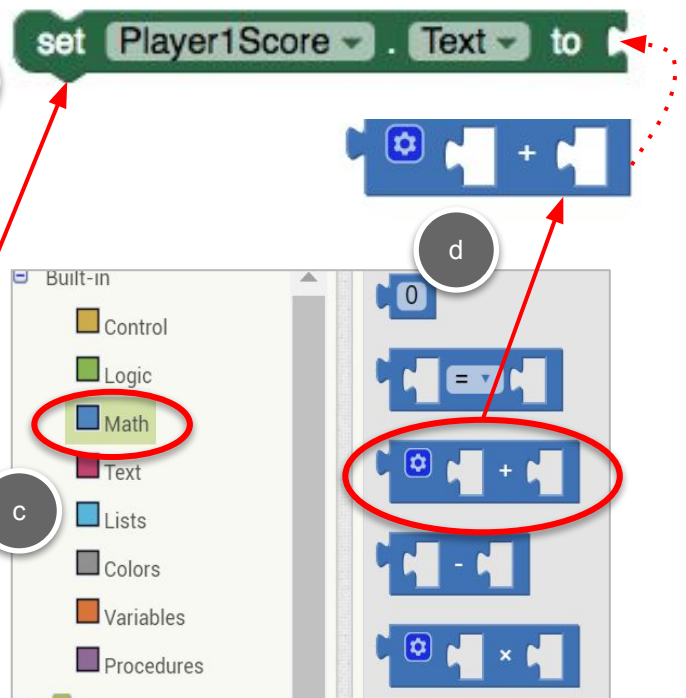 set Player1Score . Text to
+
d
Built-in
0
Control
Logic
=
Math
+
Text
c
Lists
-
Colors
Variables
×
Procedures